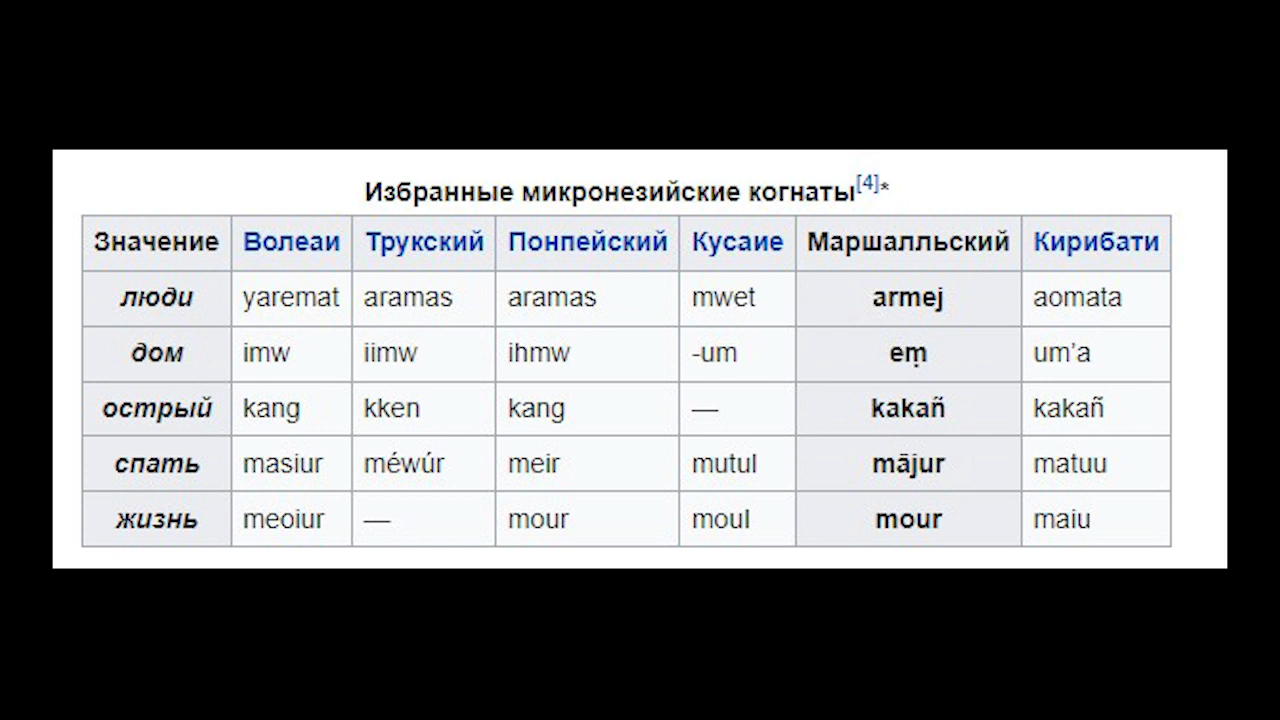 Избранные микронезийские когнаты[4]*
Значение Волеаи Трукский Понпейский Кусаие Маршалльский Кирибати
люди yaremat aramas aramas mwet armej aomata
дом imw iimw ihmw -um eṃ um’a
острый kang kken kang — kakañ kakañ
спать masiur méwúr meir mutul mājur matuu
жизнь meoiur — mour moul mour maiu